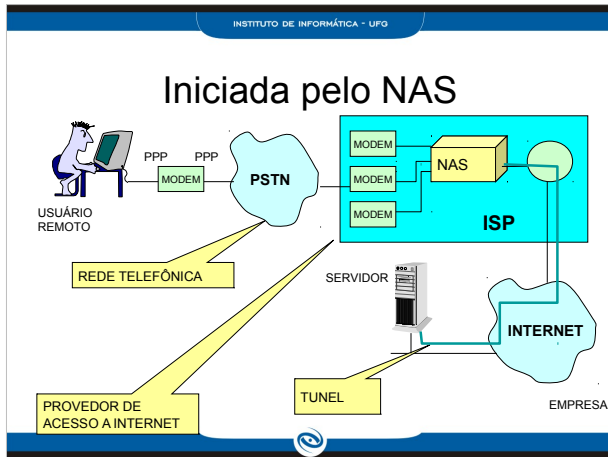 INSTITUTO DE INFORMÁTICA - UFG
Iniciada pelo NAS
PPP
PPP
MODEM
PSTN
MODEM
MODEM
MODEM
NAS
ISP
USUÁRIO
REMOTO
REDE TELEFÔNICA
SERVIDOR
INTERNET
TUNEL
PROVEDOR DE
ACESSO A INTERNET
EMPRESA